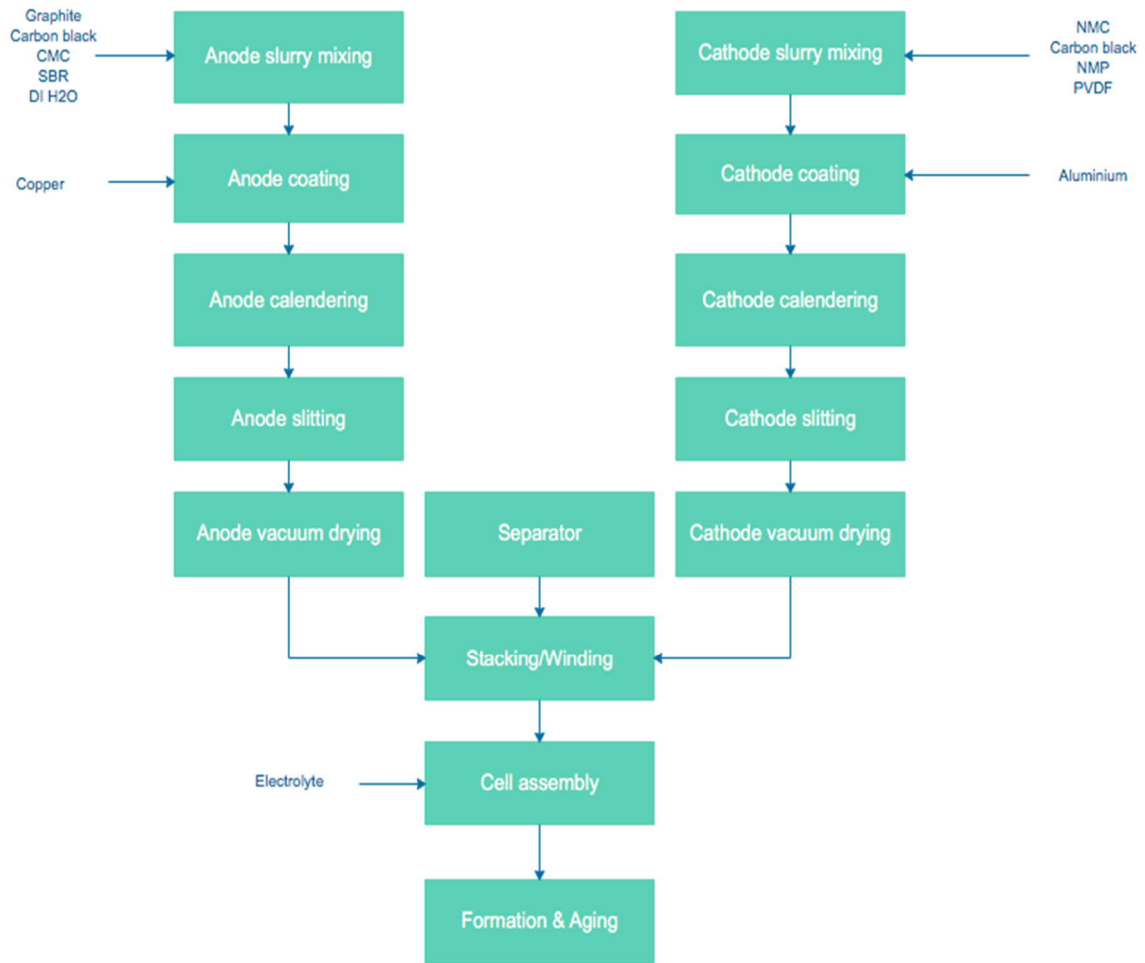 Graphite
Carbon black
CMC
SBR
DI H2O
Anode slurry mixing
Cathode slurry mixing
NMC
Carbon black
NMP
PVDF
Copper
Anode coating
Cathode coating
Aluminium
Anode calendering
Cathode calendering
Anode slitting
Cathode slitting
Anode vacuum drying
Separator
Cathode vacuum drying
Stacking/Winding
Electrolyte
Cell assembly
Formation & Aging